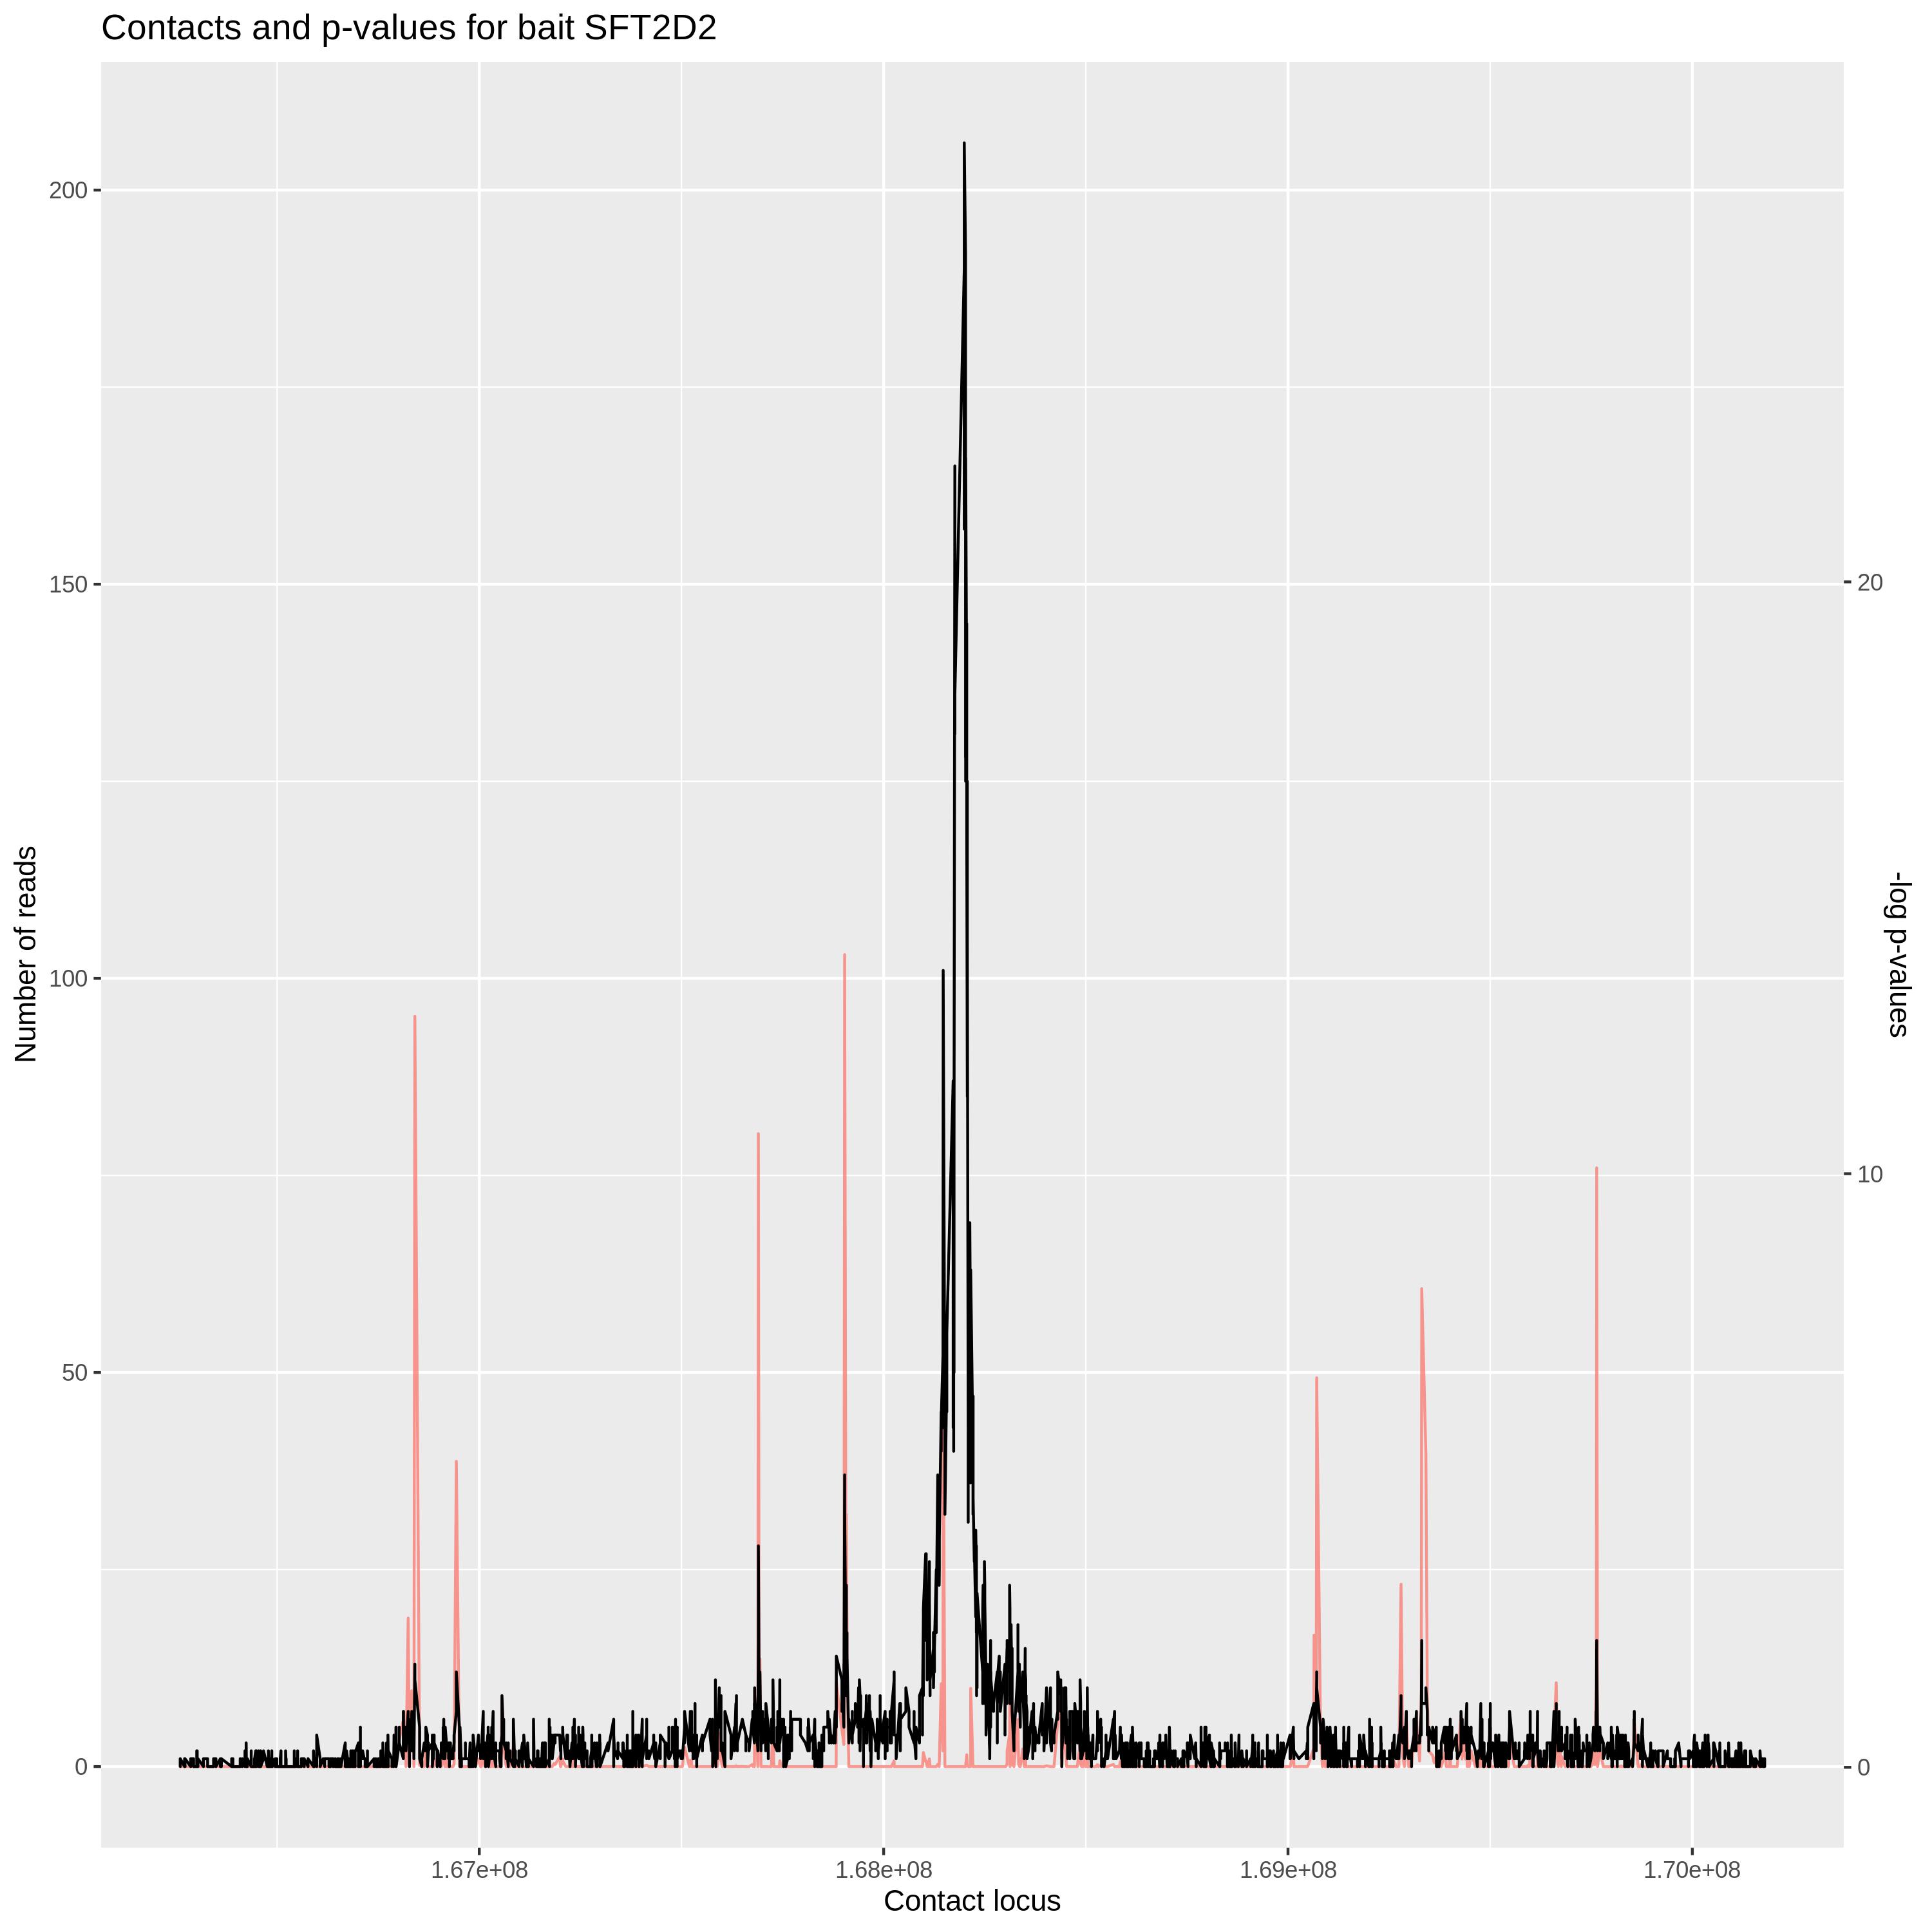 Contacts and p-values for bait SFT2D2
200
150
100
50
0
Number of reads
20
10
0
-log p-values
1.67e+08
1.68e+08
1.69e+08
1.70e+08
Contact locus